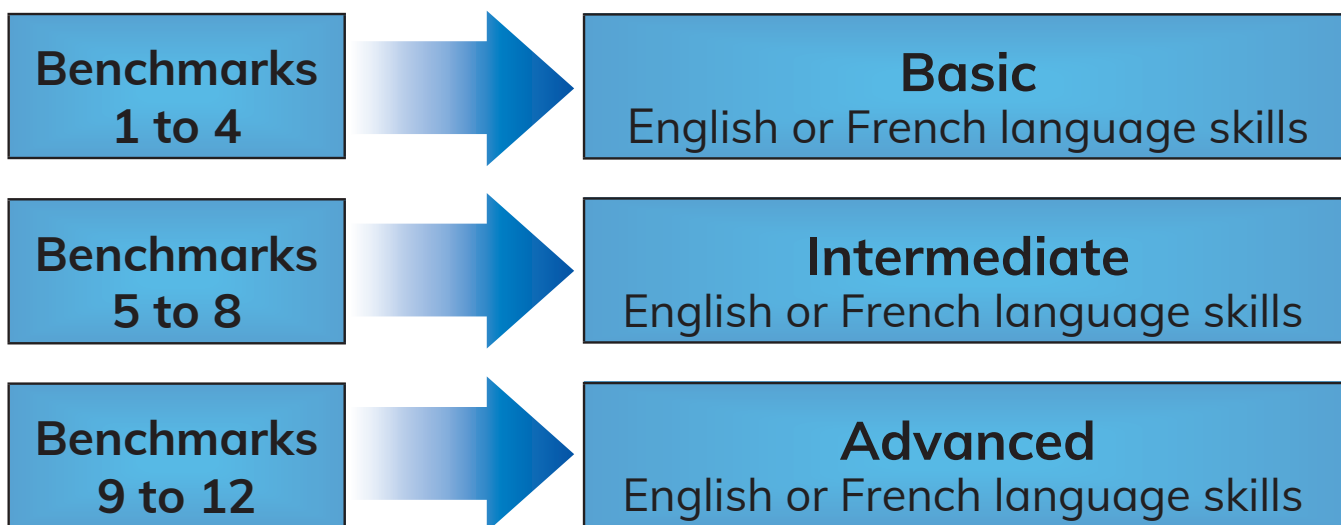 Benchmarks
1 to 4
Basic
English or French language skills
Benchmarks
5 to 8
Intermediate
English or French language skills
Benchmarks
9 to 12
Advanced
English or French language skills